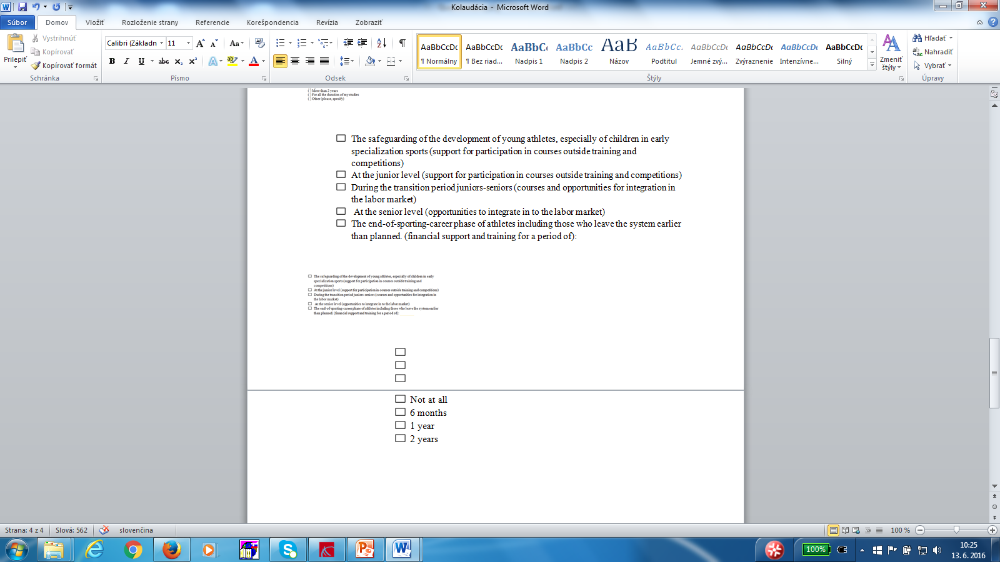 Kolaudácia - Microsoft Word
Súbor Domov Vložiť Rozloženie strany Referencie Korešpondencia Revízia Zobraziť
Prilepiť
Vystrihnúť
Kopírovať
Kopírovať formát
Schránka
Calibri (Základn 11
Písmo
Odsek
AaBbCcDc AaBbCcDc AaBbC AaBbCc AaB AaBbCc. AaBbCcDc AaBbCcDc AaBbCcDc AaBbCcDc
¶ Normálny ¶ Bez riad... Nadpis 1 Nadpis 2 Názov Podtitul Jemné zvý... Zvýraznenie Intenzívne... Silný
Štýly
Zmeniť
štýly
Hľadať
Nahradiť
Vybrať
Úpravy
( ) More than 2 years
( ) For all the duration of my studies
( ) Other (please, specify)
The safeguarding of the development of young athletes, especially of children in early
specialization sports (support for participation in courses outside training and
competitions)
At the junior level (support for participation in courses outside training and competitions)
During the transition period juniors-seniors (courses and opportunities for integration in
the labor market)
At the senior level (opportunities to integrate in to the labor market)
The end-of-sporting-career phase of athletes including those who leave the system earlier
than planned. (financial support and training for a period of):
The safeguarding of the development of young athletes, especially of children in early
specialization sports (support for participation in courses outside training and
competitions)
At the junior level (support for participation in courses outside training and competitions)
During the transition period juniors-seniors (courses and opportunities for integration in
the labor market)
At the senior level (opportunities to integrate in to the labor market)
The end-of-sporting-career phase of athletes including those who leave the system earlier
than planned. (financial support and training for a period of):
Not at all
6 months
1 year
2 years
Strana: 4 z 4 Slová: 562 slovenčina 100 %
100% 10:25
13. 6. 2016